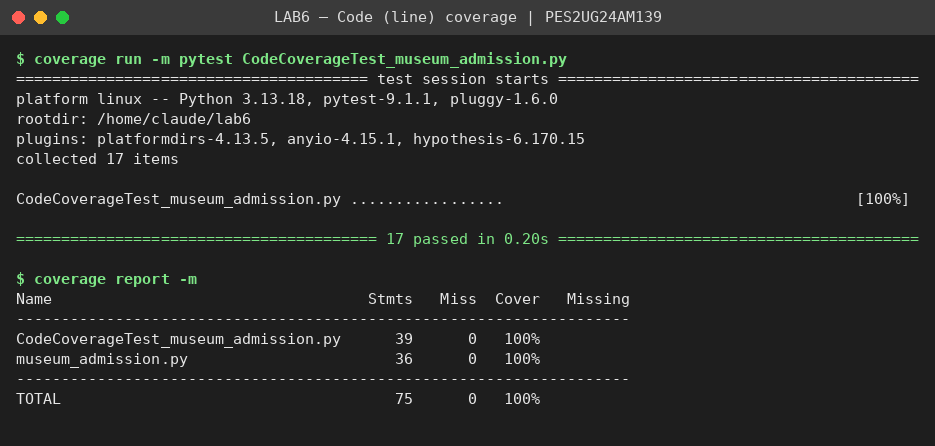 LAB6 — Code (line) coverage | PES2UG24AM139
$ coverage run -m pytest CodeCoverageTest_museum_admission.py
======================================= test session starts ========================================
platform linux -- Python 3.13.18, pytest-9.1.1, pluggy-1.6.0
rootdir: /home/claude/lab6
plugins: platformdirs-4.13.5, anyio-4.15.1, hypothesis-6.170.15
collected 17 items
CodeCoverageTest_museum_admission.py ................. [100%]
======================================== 17 passed in 0.20s ========================================
$ coverage report -m
Name Stmts Miss Cover Missing
--------------------------------------------------------------------
CodeCoverageTest_museum_admission.py 39 0 100%
museum_admission.py 36 0 100%
--------------------------------------------------------------------
TOTAL 75 0 100%